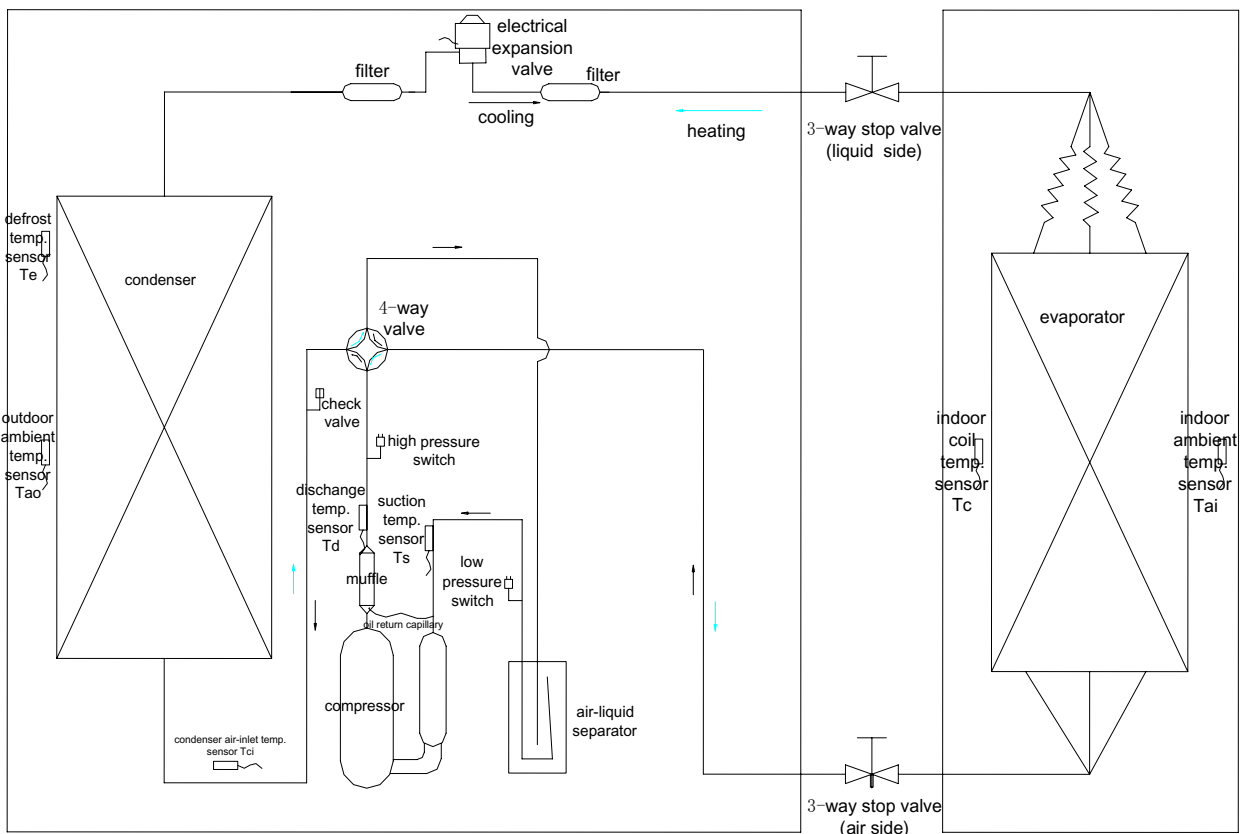 electrical
expansion
valve
filter
filter
cooling
heating
3-way stop valve
(liquid side)
defrost
temp.
sensor
Te
condenser
4-way
valve
evaporator
check
valve
high pressure
switch
outdoor
ambient
temp.
sensor
Tao
indoor
coil
temp.
sensor
Tc
indoor
ambient
temp.
sensor
Tai
dischange
temp.
sensor
Td
suction
temp.
sensor
Ts
low
pressure
switch
muffle
oil return capillary
compressor
air-liquid
separator
condenser air-inlet temp.
sensor Tci
3-way stop valve
(air side)